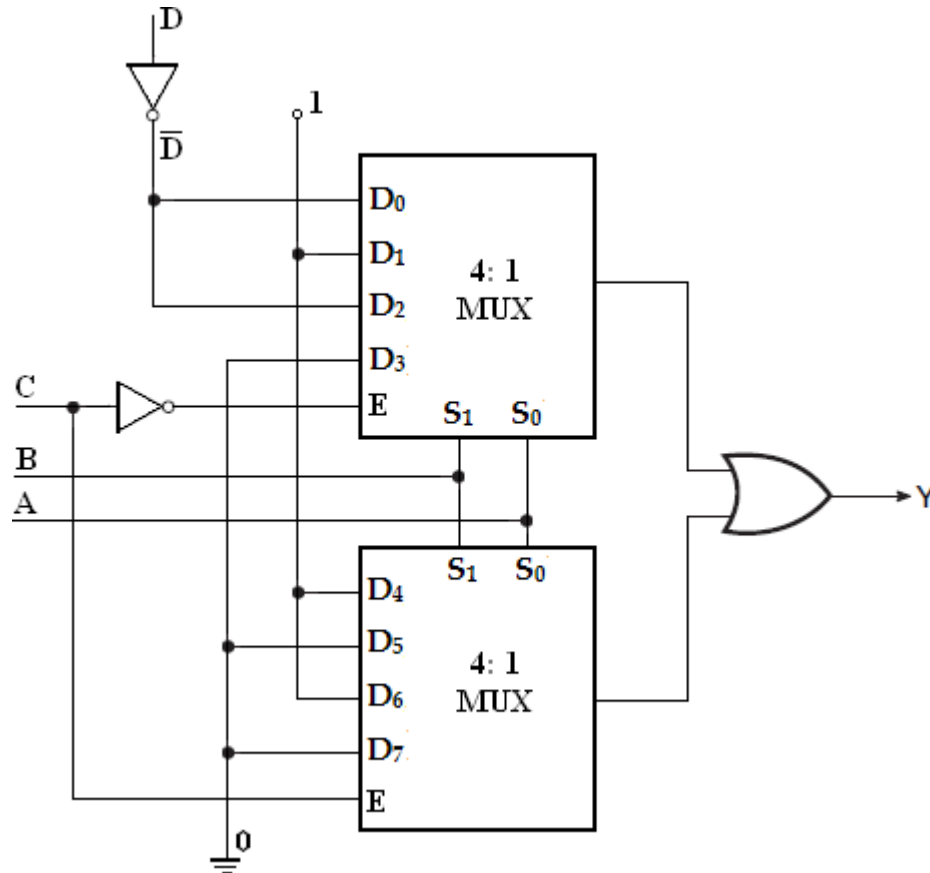 D
1
D̅
D₀
D₁
4: 1
MUX
D₂
D₃
C
E
S₁ S₀
B
A
Y
S₁ S₀
D₄
D₅
4: 1
MUX
D₆
D₇
E
0